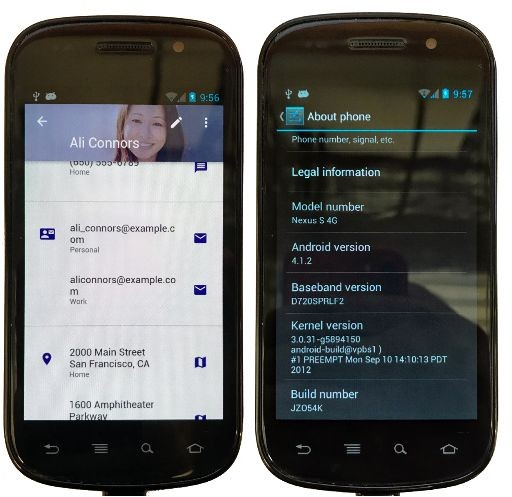 9:56
Ali Connors
(650) 555-6789
Home
ali_connors@example.c
om
Personal
aliconnors@example.co
m
Work
2000 Main Street
San Francisco, CA
Home
1600 Amphitheater
Parkway
9:57
About phone
Phone number, signal, etc.
Legal information
Model number
Nexus S 4G
Android version
4.1.2
Baseband version
D720SPRLF2
Kernel version
3.0.31-g5894150
android-build@vpbs1 )
#1 PREEMPT Mon Sep 10 14:10:13 PDT
2012
Build number
JZO54K